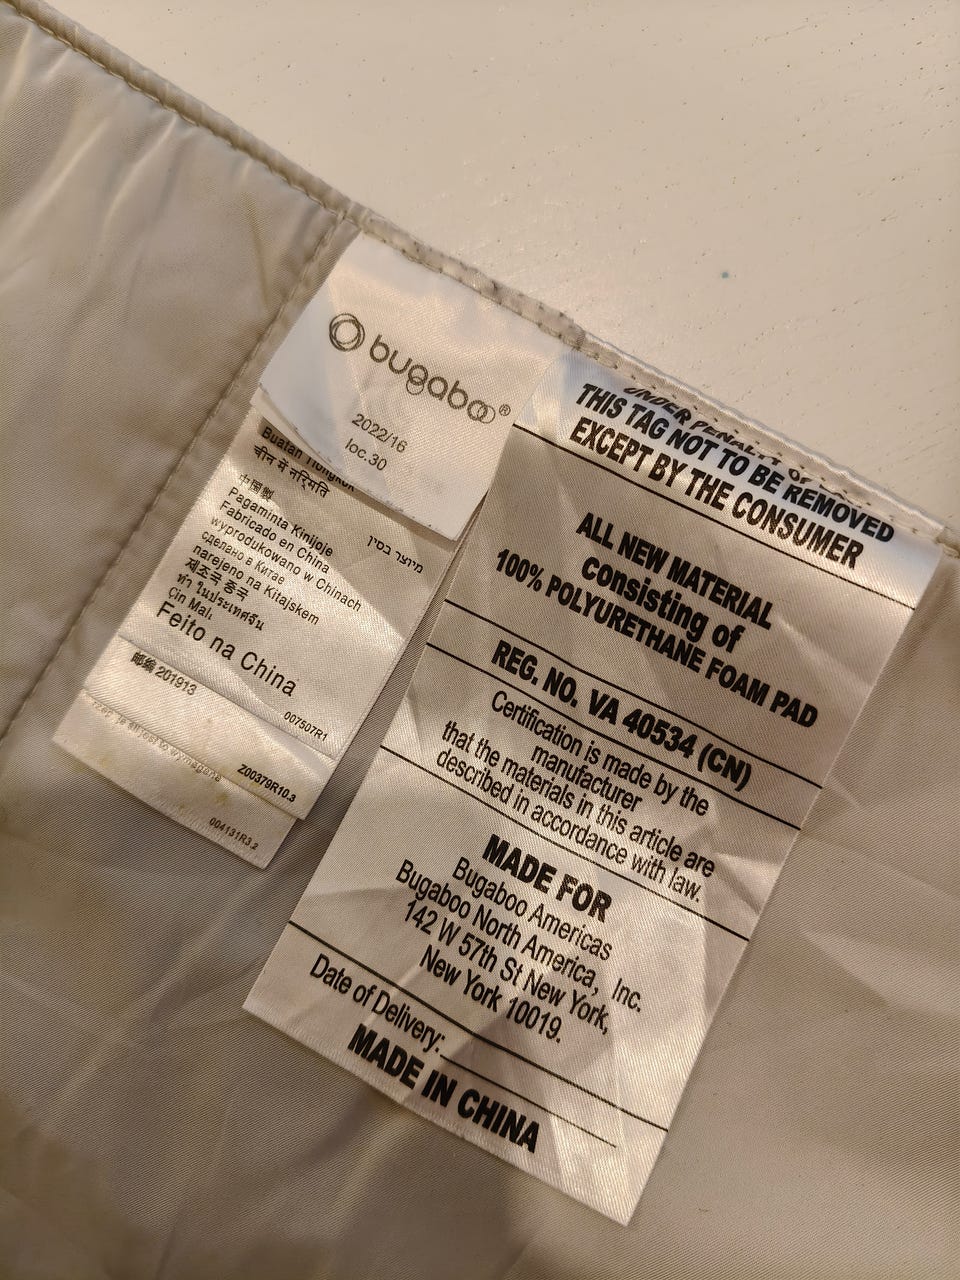 bugaboo®
2022/16
loc.30
Buatan Tiongkok
चीन में नर्िमति
中國製
מיוצר בסין
Pagaminta Kinijoje
Fabricado en China
wyprodukowano w Chinach
сделано в Китае
narejeno na Kitajskem
제조국 중국
ทำ ในประเทศจีน
Çin Malı
Feito na China
007507R1
邮编 201913
Z00379R10.3
004131R3.2
UNDER PENALTY OF
THIS TAG NOT TO BE REMOVED
EXCEPT BY THE CONSUMER
ALL NEW MATERIAL
Consisting of
100% POLYURETHANE FOAM PAD
REG. NO. VA 40534 (CN)
Certification is made by the
manufacturer
that the materials in this article are
described in accordance with law.
MADE FOR
Bugaboo Americas
Bugaboo North America, Inc.
142 W 57th St New York,
New York 10019.
Date of Delivery:
MADE IN CHINA